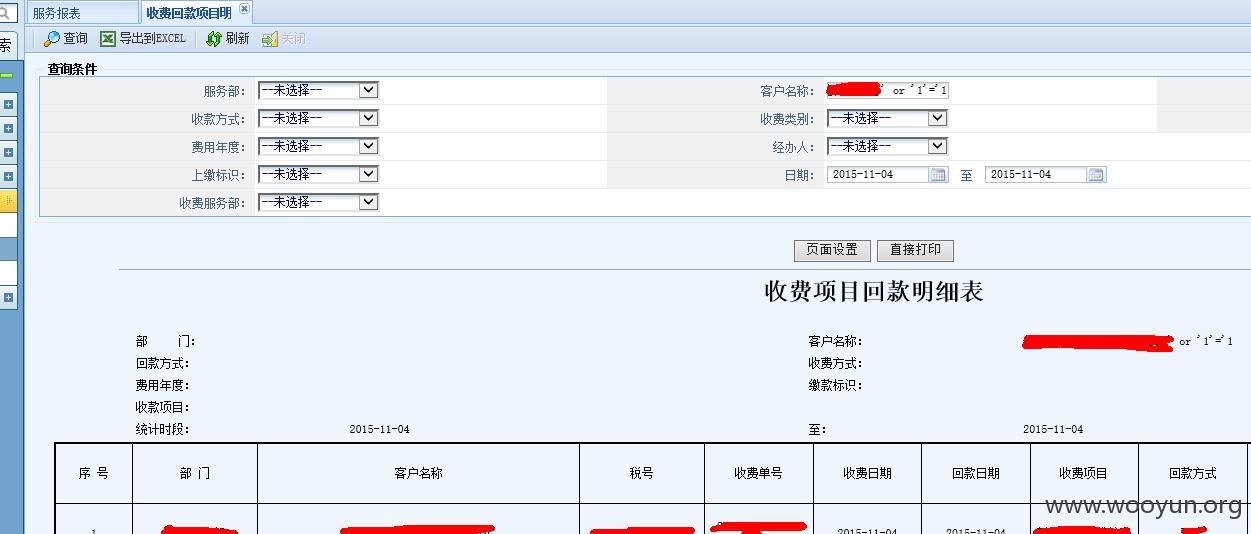 服务报表 收费回款项目明
索 查询 导出到EXCEL 刷新 关闭
查询条件
服务部: --未选择-- 客户名称: ' or '1'='1
收款方式: --未选择-- 收费类别: --未选择--
费用年度: --未选择-- 经办人: --未选择--
上缴标识: --未选择-- 日期: 2015-11-04 至 2015-11-04
收费服务部: --未选择--
页面设置 直接打印
收费项目回款明细表
部 门: 客户名称: or '1'='1
回款方式: 收费方式:
费用年度: 缴款标识:
收款项目:
统计时段: 2015-11-04 至: 2015-11-04
序 号 部 门 客户名称 税号 收费单号 收费日期 回款日期 收费项目 回款方式
www.wooyun.org
1 2015-11-04 2015-11-04